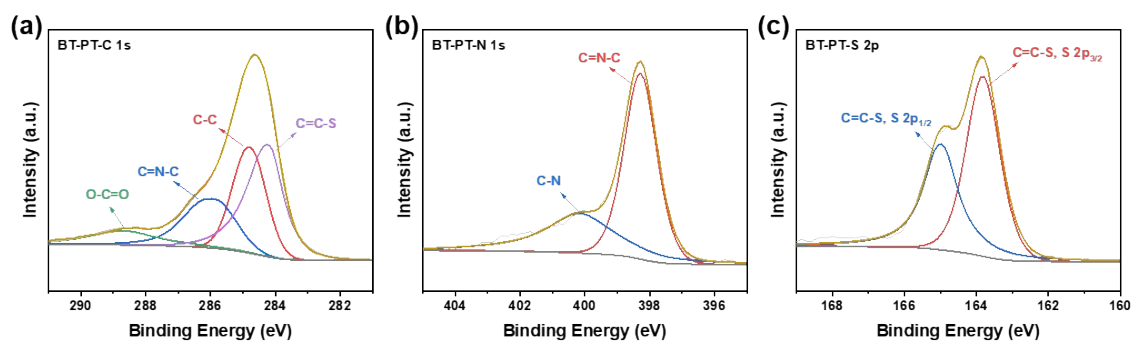 (a)
BT-PT-C 1s
C-C
C=C-S
C=N-C
O-C=O
Intensity (a.u.)
290 288 286 284 282
Binding Energy (eV)
(b)
BT-PT-N 1s
C=N-C
C-N
Intensity (a.u.)
404 402 400 398 396
Binding Energy (eV)
(c)
BT-PT-S 2p
C=C-S, S 2p3/2
C=C-S, S 2p1/2
Intensity (a.u.)
168 166 164 162 160
Binding Energy (eV)